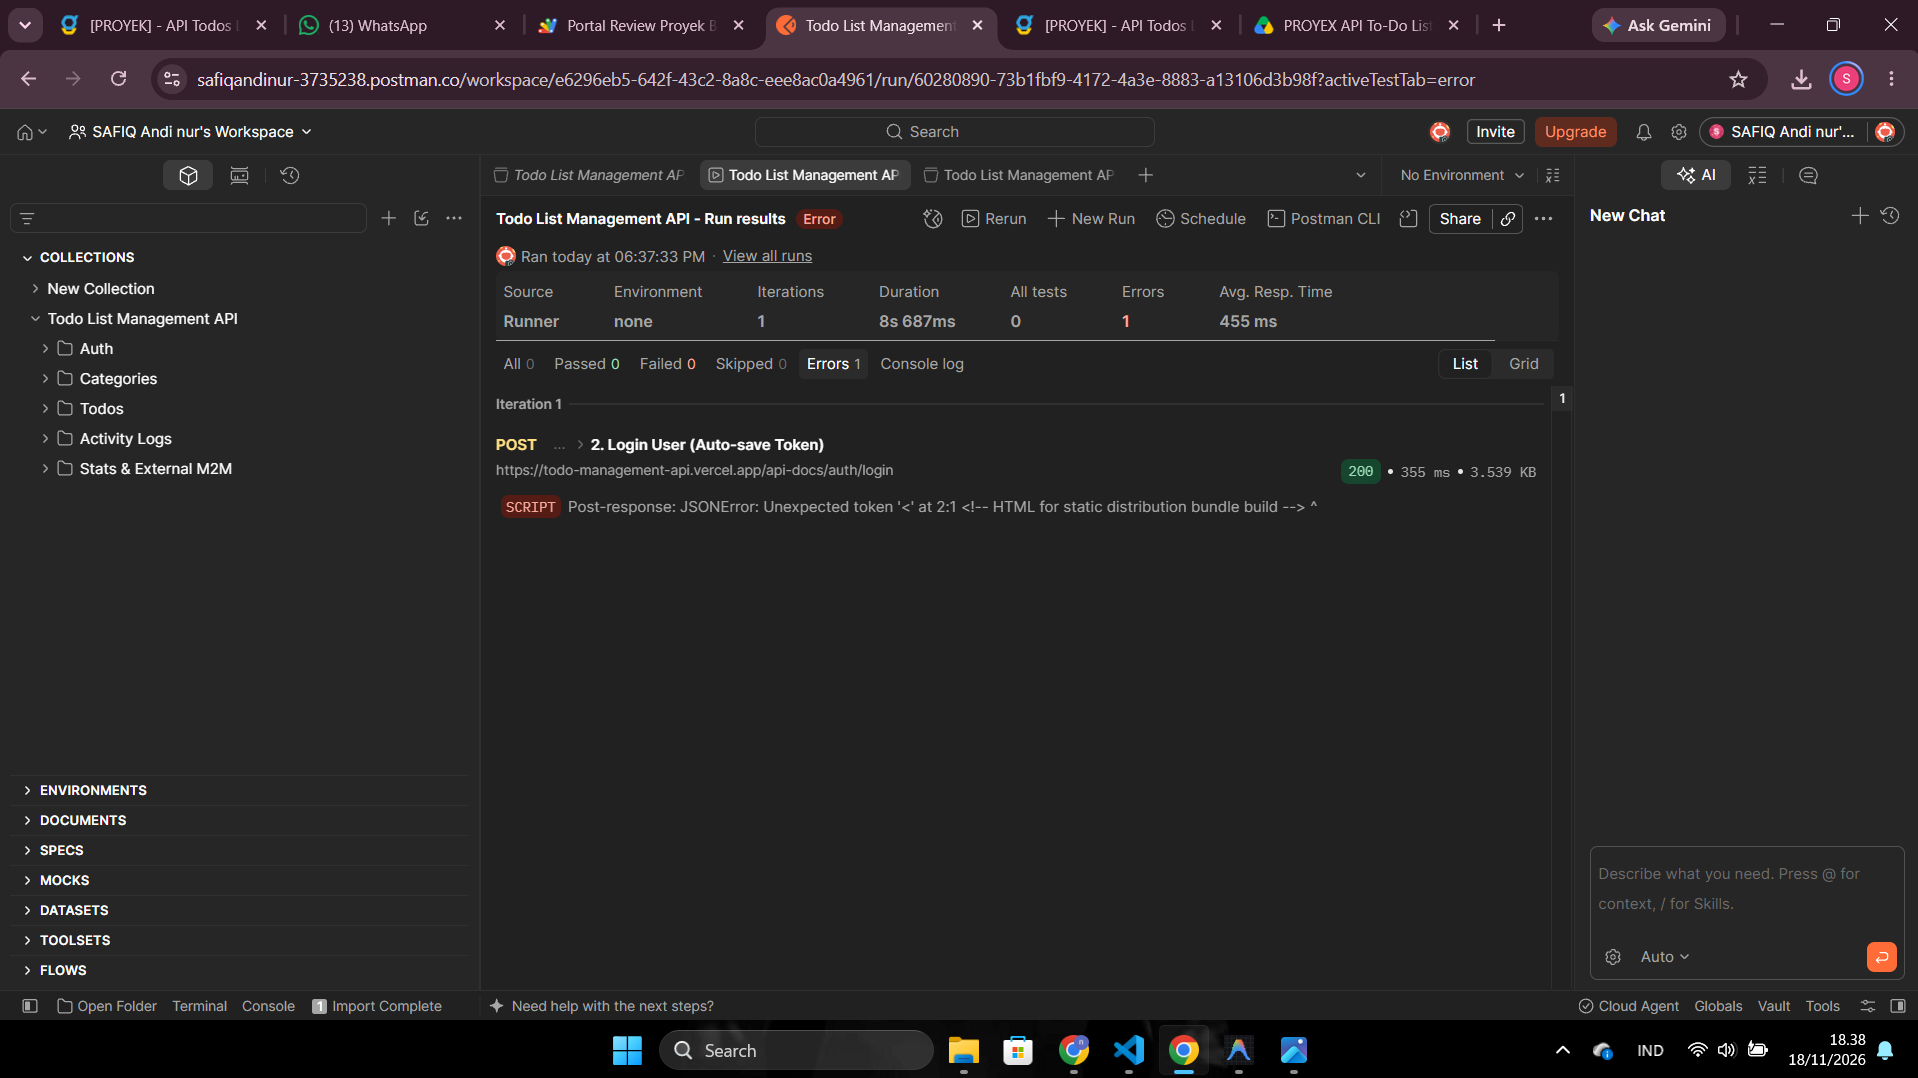 [PROYEK] - API Todos L
(13) WhatsApp
Portal Review Proyek B
Todo List Management
[PROYEK] - API Todos L
PROYEX API To-Do List
Ask Gemini
safiqandinur-3735238.postman.co/workspace/e6296eb5-642f-43c2-8a8c-eee8ac0a4961/run/60280890-73b1fbf9-4172-4a3e-8883-a13106d3b98f?activeTestTab=error
S
SAFIQ Andi nur's Workspace
Search
Invite
Upgrade
S
SAFIQ Andi nur'...
Todo List Management AP
Todo List Management AP
Todo List Management AP
No Environment
AI
Todo List Management API - Run results
Error
Rerun
New Run
Schedule
Postman CLI
Share
New Chat
COLLECTIONS
New Collection
Todo List Management API
Auth
Categories
Todos
Activity Logs
Stats & External M2M
Ran today at 06:37:33 PM · View all runs
Source Environment Iterations Duration All tests Errors Avg. Resp. Time
Runner none 1 8s 687ms 0 1 455 ms
All 0 Passed 0 Failed 0 Skipped 0 Errors 1 Console log
List Grid
Iteration 1
1
POST ... > 2. Login User (Auto-save Token)
https://todo-management-api.vercel.app/api-docs/auth/login
200 • 355 ms • 3.539 KB
SCRIPT Post-response: JSONError: Unexpected token '<' at 2:1 <!-- HTML for static distribution bundle build --> ^
ENVIRONMENTS
DOCUMENTS
SPECS
MOCKS
DATASETS
TOOLSETS
FLOWS
Describe what you need. Press @ for
context, / for Skills.
Auto
Open Folder
Terminal
Console
1 Import Complete
Need help with the next steps?
Cloud Agent
Globals
Vault
Tools
Search
IND
18.38
18/11/2026